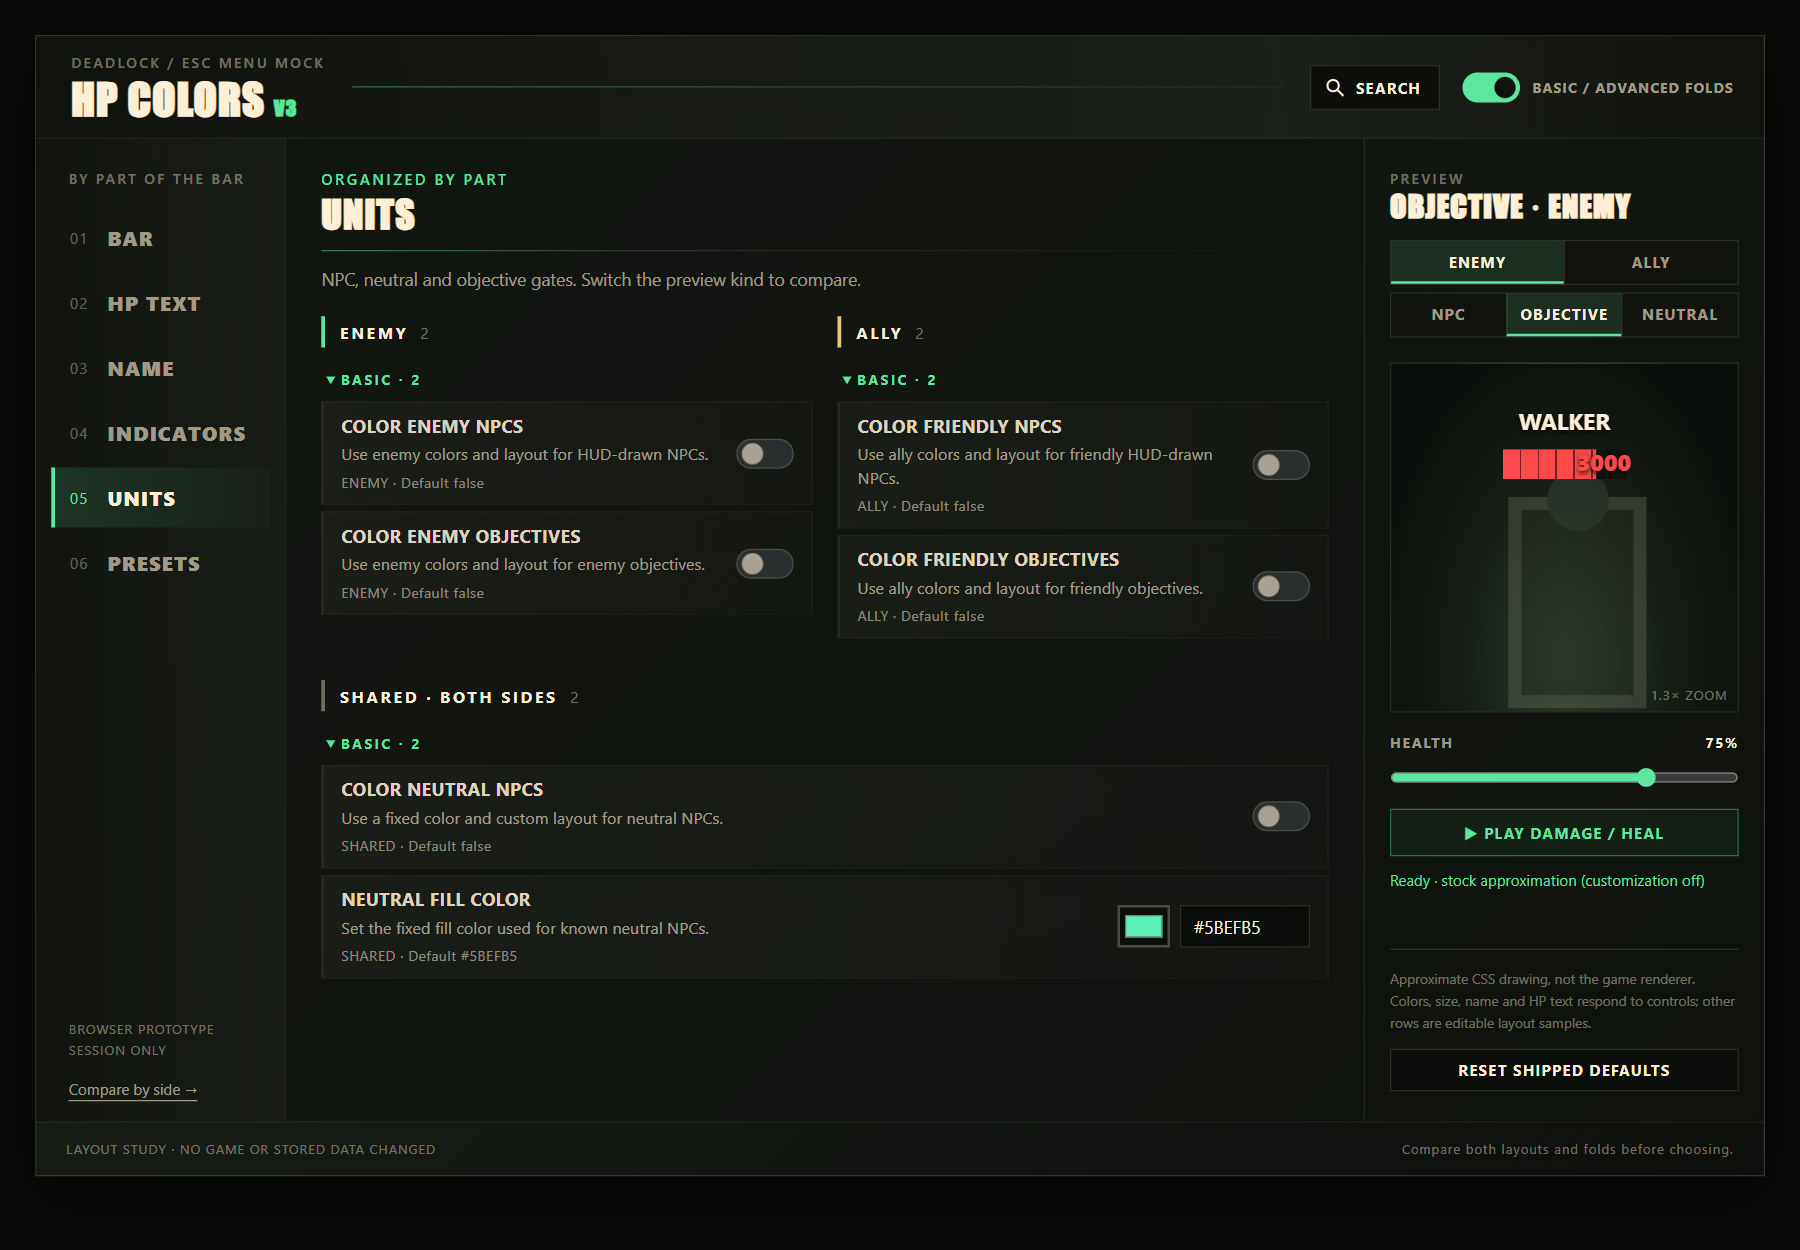 DEADLOCK / ESC MENU MOCK
HP COLORS V3
SEARCH
BASIC / ADVANCED FOLDS
BY PART OF THE BAR
01 BAR
02 HP TEXT
03 NAME
04 INDICATORS
05 UNITS
06 PRESETS
BROWSER PROTOTYPE
SESSION ONLY
Compare by side →
ORGANIZED BY PART
UNITS
NPC, neutral and objective gates. Switch the preview kind to compare.
ENEMY 2
▼ BASIC · 2
COLOR ENEMY NPCS
Use enemy colors and layout for HUD-drawn NPCs.
ENEMY · Default false
COLOR ENEMY OBJECTIVES
Use enemy colors and layout for enemy objectives.
ENEMY · Default false
ALLY 2
▼ BASIC · 2
COLOR FRIENDLY NPCS
Use ally colors and layout for friendly HUD-drawn
NPCs.
ALLY · Default false
COLOR FRIENDLY OBJECTIVES
Use ally colors and layout for friendly objectives.
ALLY · Default false
SHARED · BOTH SIDES 2
▼ BASIC · 2
COLOR NEUTRAL NPCS
Use a fixed color and custom layout for neutral NPCs.
SHARED · Default false
NEUTRAL FILL COLOR
Set the fixed fill color used for known neutral NPCs.
SHARED · Default #5BEFB5
#5BEFB5
PREVIEW
OBJECTIVE · ENEMY
ENEMY ALLY
NPC OBJECTIVE NEUTRAL
WALKER
3000
1.3× ZOOM
HEALTH 75%
▶ PLAY DAMAGE / HEAL
Ready · stock approximation (customization off)
Approximate CSS drawing, not the game renderer.
Colors, size, name and HP text respond to controls; other
rows are editable layout samples.
RESET SHIPPED DEFAULTS
LAYOUT STUDY · NO GAME OR STORED DATA CHANGED
Compare both layouts and folds before choosing.